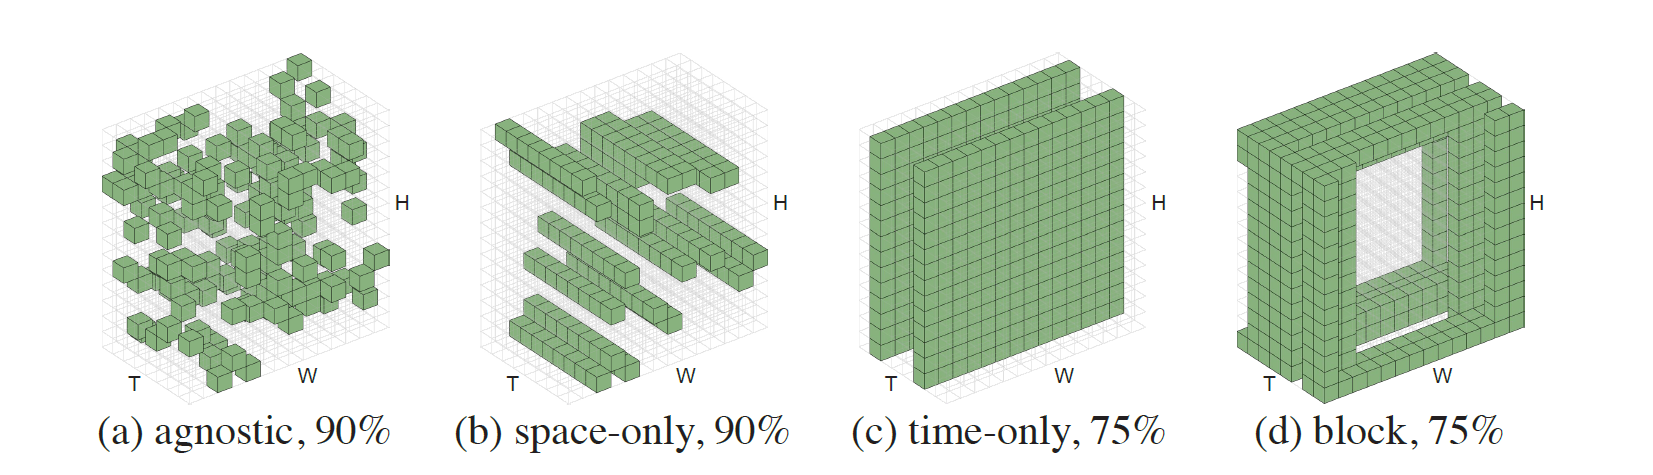 H
T
W
(a) agnostic, 90%
H
T
W
(b) space-only, 90%
H
T
W
(c) time-only, 75%
H
T
W
(d) block, 75%